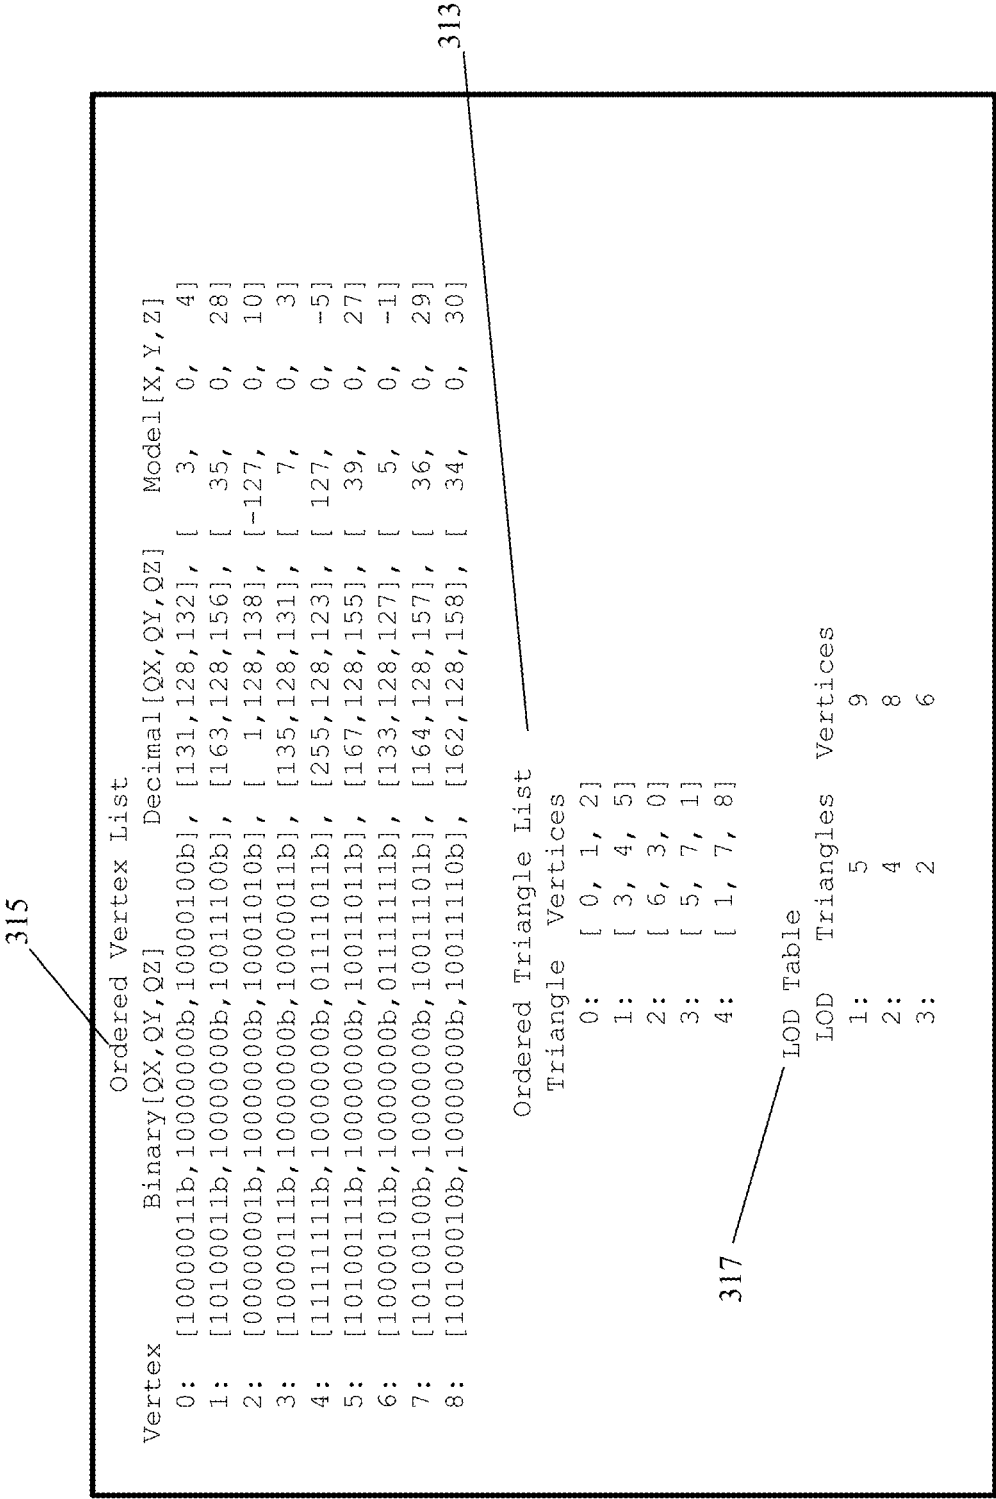 315
Ordered Vertex List
Vertex Binary[QX,QY,QZ] Decimal[QX,QY,QZ] Model[X,Y,Z]
0: [10000011b,10000000b,10000100b], [131,128,132], [ 3, 0, 4]
1: [10100011b,10000000b,10011100b], [163,128,156], [ 35, 0, 28]
2: [00000001b,10000000b,10001010b], [ 1,128,138], [-127, 0, 10]
3: [10000111b,10000000b,10000011b], [135,128,131], [ 7, 0, 3]
4: [11111111b,10000000b,01111011b], [255,128,123], [ 127, 0, -5]
5: [10100111b,10000000b,10011011b], [167,128,155], [ 39, 0, 27]
6: [10000101b,10000000b,01111111b], [133,128,127], [ 5, 0, -1]
7: [10100100b,10000000b,10011101b], [164,128,157], [ 36, 0, 29]
8: [10100010b,10000000b,10011110b], [162,128,158], [ 34, 0, 30]
313
Ordered Triangle List
Triangle Vertices
0: [ 0, 1, 2]
1: [ 3, 4, 5]
2: [ 6, 3, 0]
3: [ 5, 7, 1]
4: [ 1, 7, 8]
317
LOD Table
LOD Triangles Vertices
1: 5 9
2: 4 8
3: 2 6